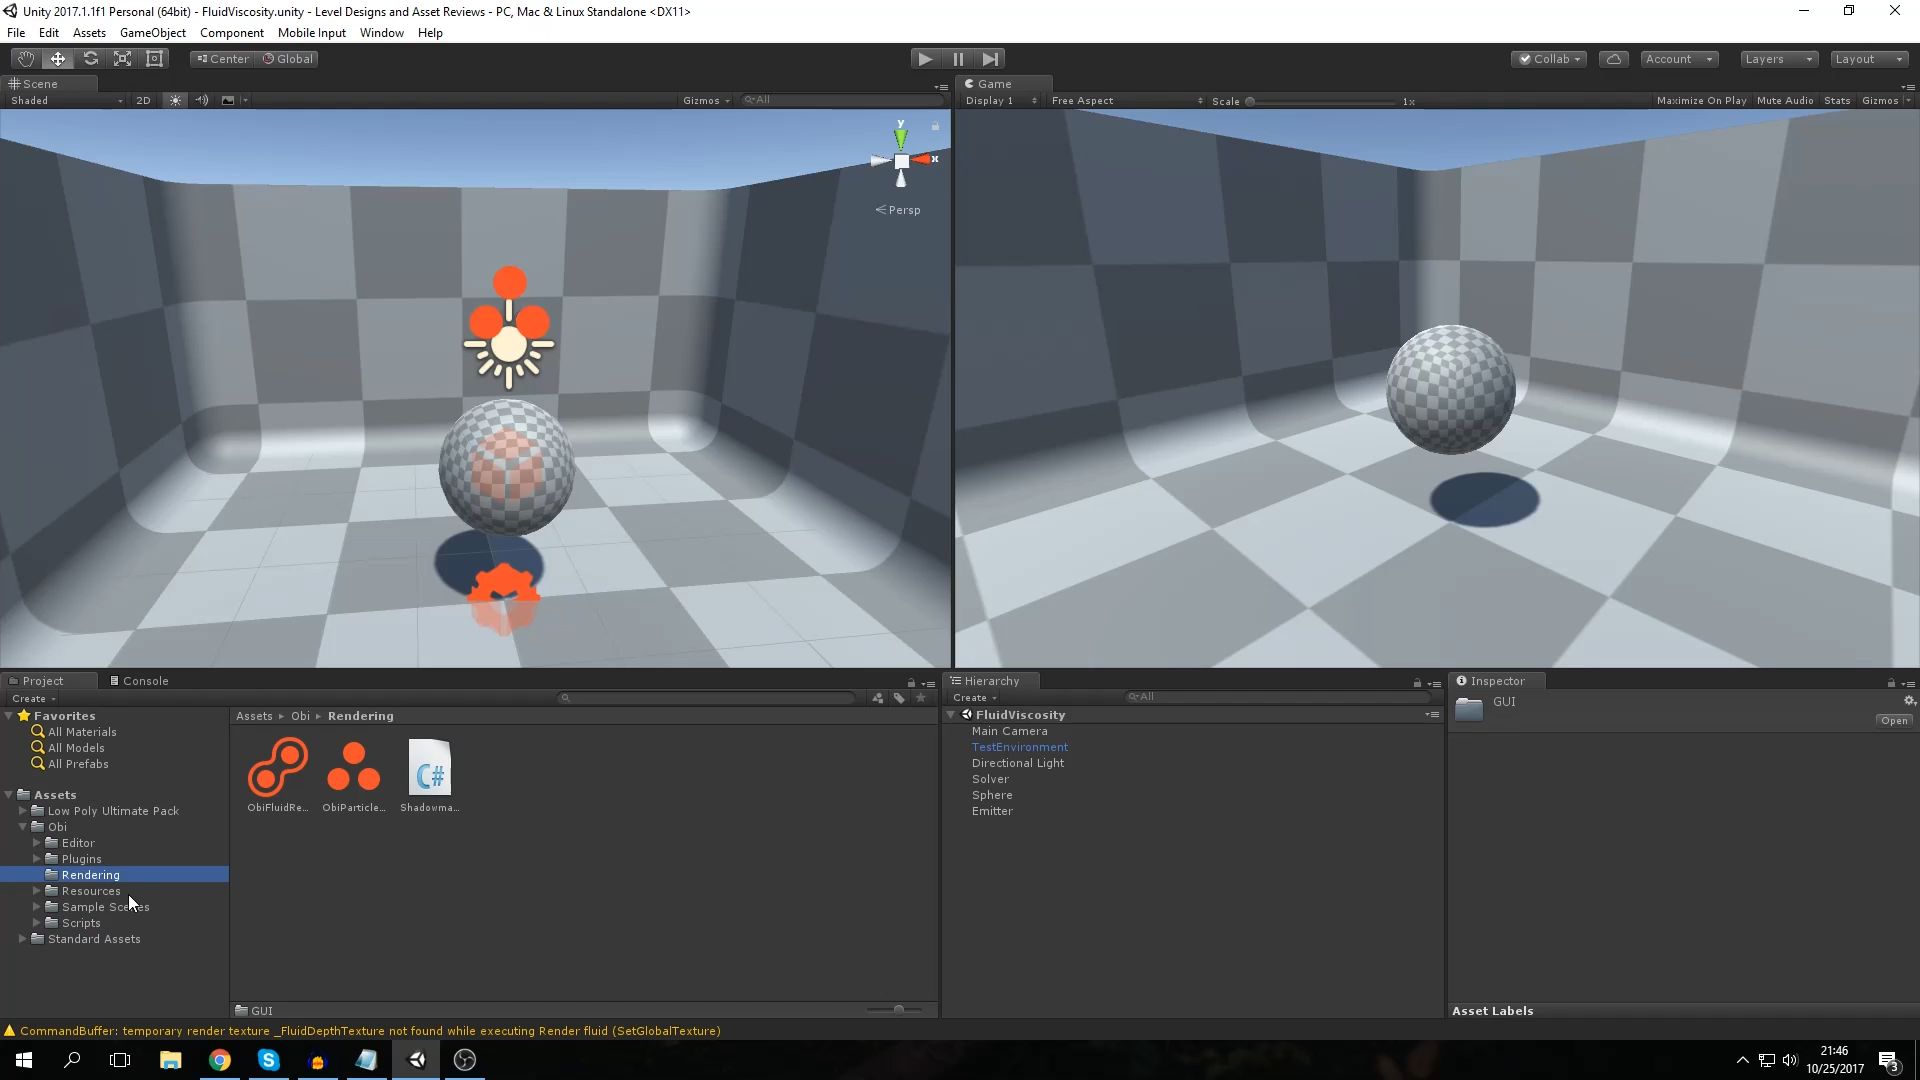 Unity 2017.1.1f1 Personal (64bit) - FluidViscosity.unity - Level Designs and Asset Reviews - PC, Mac & Linux Standalone <DX11>
File Edit Assets GameObject Component Mobile Input Window Help
Center Global Collab Account Layers Layout
Scene
Game
Shaded 2D Gizmos All
Display 1 Free Aspect Scale 1x Maximize On Play Mute Audio Stats Gizmos
y
x
Persp
Project Console
Create
Favorites
All Materials
All Models
All Prefabs
Assets
Low Poly Ultimate Pack
Obi
Editor
Plugins
Rendering
Resources
Sample Scenes
Scripts
Standard Assets
Assets Obi Rendering
C#
ObiFluidRe... ObiParticle... Shadowma...
GUI
Hierarchy
Create All
FluidViscosity
Main Camera
TestEnvironment
Directional Light
Solver
Sphere
Emitter
Inspector
GUI
Open
Asset Labels
CommandBuffer: temporary render texture _FluidDepthTexture not found while executing Render fluid (SetGlobalTexture)
21:46
10/25/2017
3